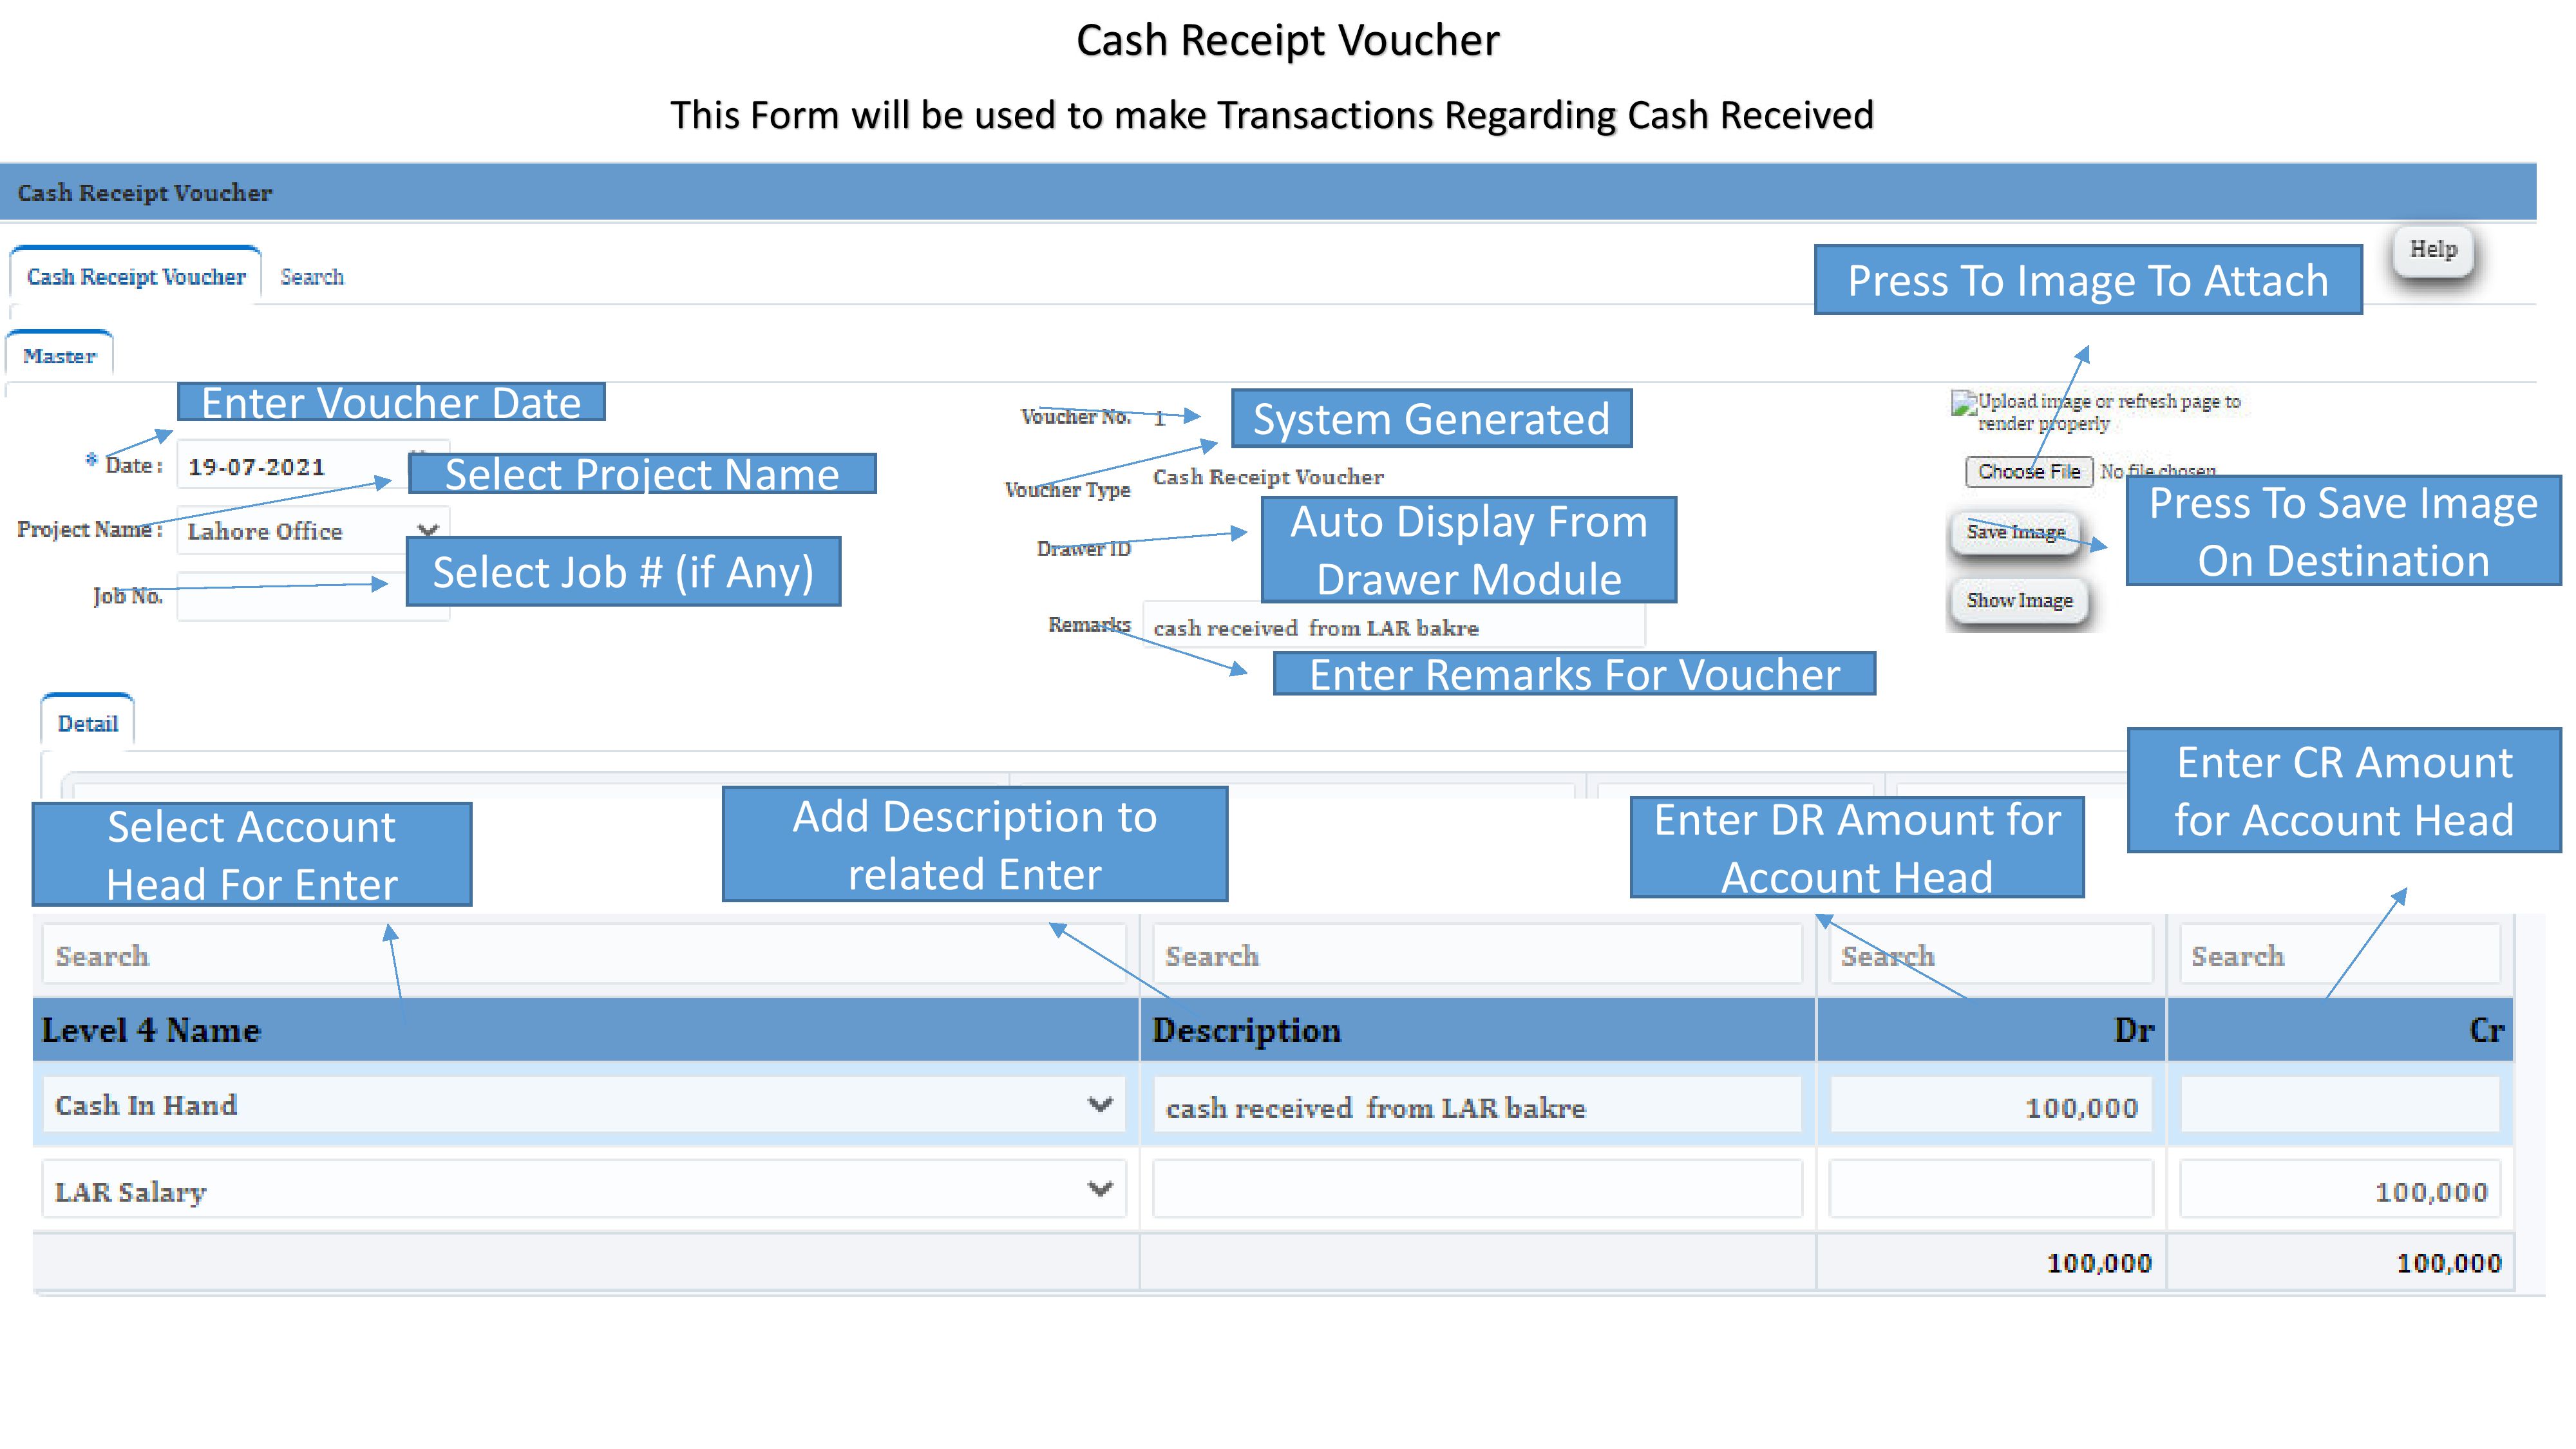 Cash Receipt Voucher
This Form will be used to make Transactions Regarding Cash Received
Cash Receipt Voucher
Help
Cash Receipt Voucher Search
Press To Image To Attach
Master
Enter Voucher Date
Voucher No. 1
System Generated
Upload image or refresh page to
render properly
* Date: 19-07-2021
Select Project Name
Voucher Type Cash Receipt Voucher
Choose File No file chosen
Project Name: Lahore Office
Drawer ID
Auto Display From
Drawer Module
Save Image
Press To Save Image
On Destination
Job No.
Select Job # (if Any)
Show Image
Remarks cash received from LAR bakre
Enter Remarks For Voucher
Detail
Select Account
Head For Enter
Add Description to
related Enter
Enter DR Amount for
Account Head
Enter CR Amount
for Account Head
Search Search Search Search
Level 4 Name Description Dr Cr
Cash In Hand cash received from LAR bakre 100,000
LAR Salary 100,000
100,000 100,000